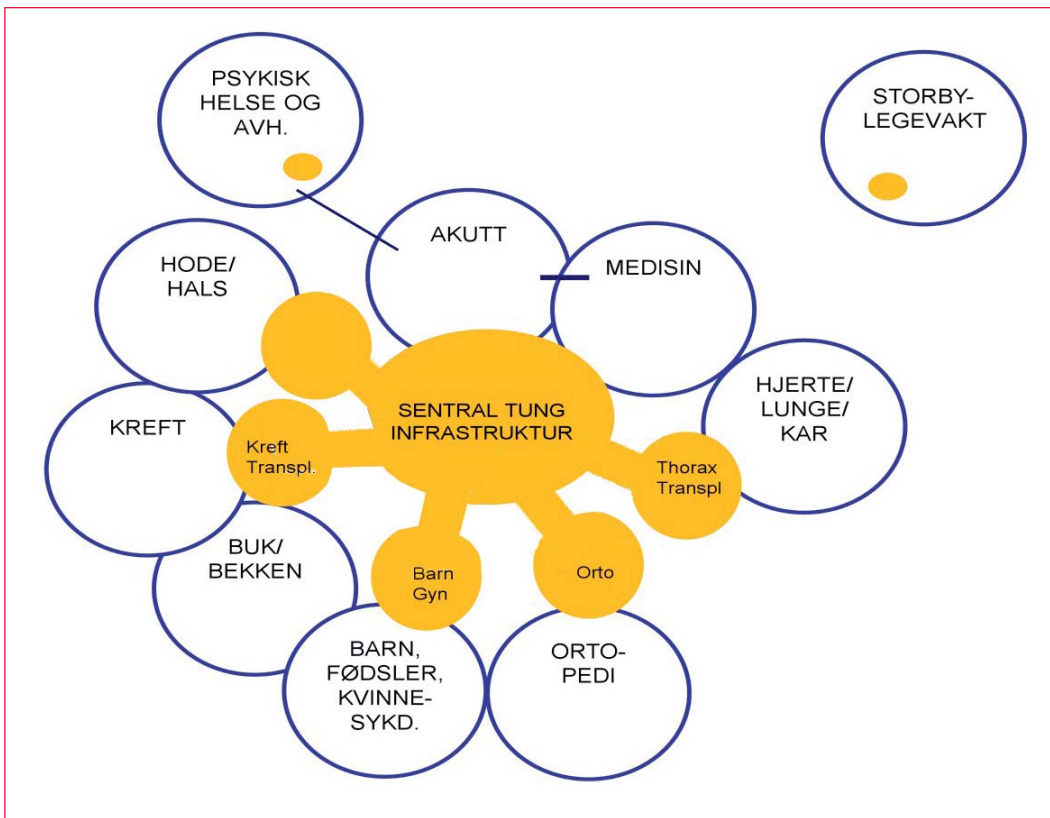 PSYKISK
HELSE OG
AVH.
STORBY-
LEGEVAKT
AKUTT
MEDISIN
HODE/
HALS
HJERTE/
LUNGE/
KAR
SENTRAL TUNG
INFRASTRUKTUR
KREFT
Kreft
Transpl.
Thorax
Transpl
BUK/
BEKKEN
Barn
Gyn
Orto
BARN,
FØDSLER,
KVINNE-
SYKD.
ORTO-
PEDI